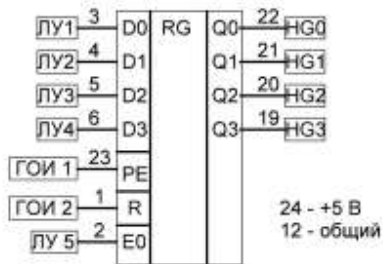 ЛУ1 3 D0 RG Q0 22 HG0
ЛУ2 4 D1 Q1 21 HG1
ЛУ3 5 D2 Q2 20 HG2
ЛУ4 6 D3 Q3 19 HG3
ГОИ 1 23 PE
ГОИ 2 1 R 24 - +5 В
ЛУ 5 2 E0 12 - общий